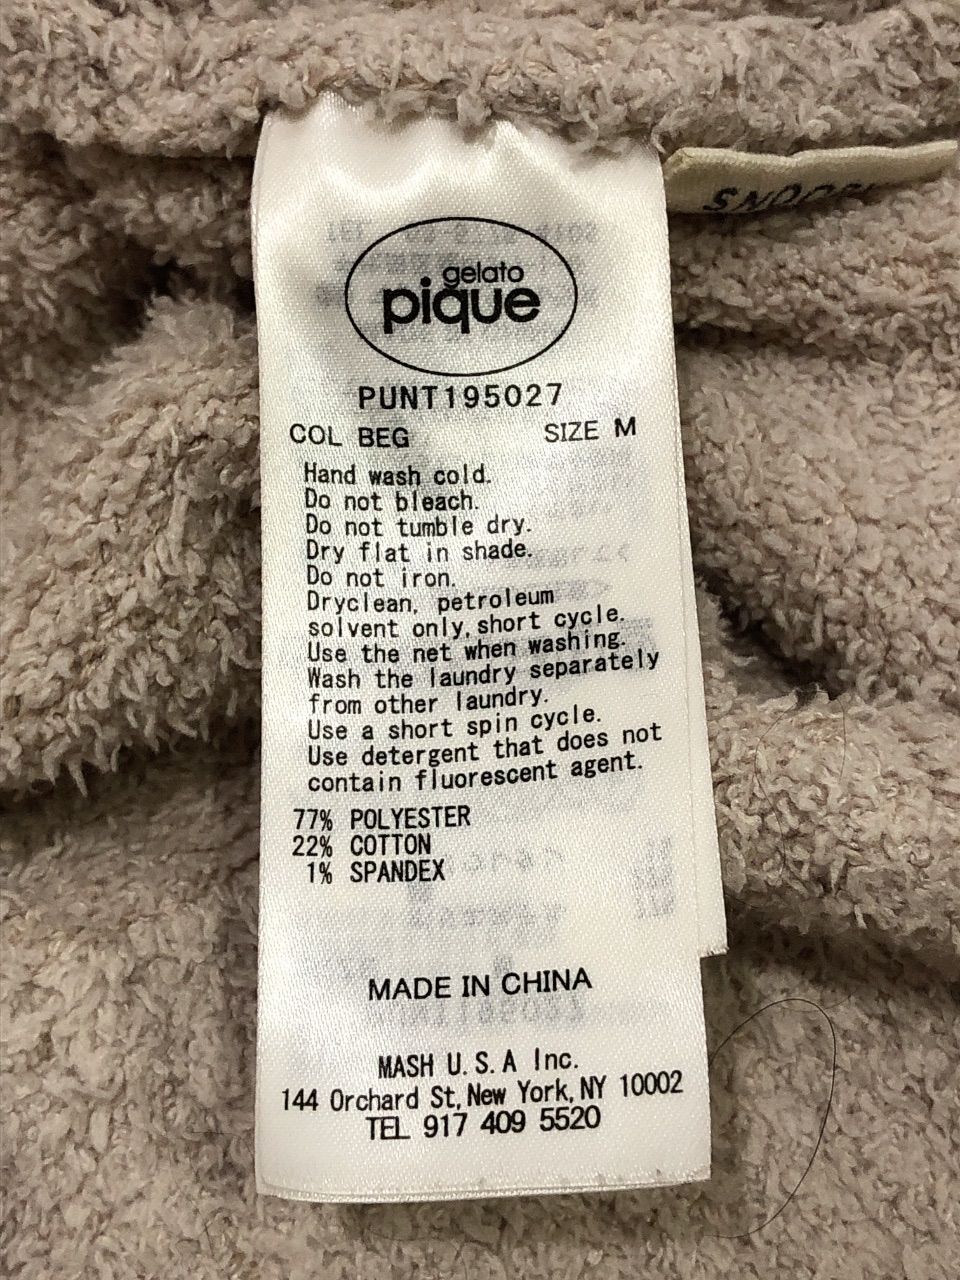 SNOOPY
gelato
pique
PUNT195027
COL BEG SIZE M
Hand wash cold.
Do not bleach.
Do not tumble dry.
Dry flat in shade.
Do not iron.
Dryclean, petroleum
solvent only, short cycle.
Use the net when washing.
Wash the laundry separately
from other laundry.
Use a short spin cycle.
Use detergent that does not
contain fluorescent agent.
77% POLYESTER
22% COTTON
1% SPANDEX
MADE IN CHINA
MASH U.S.A Inc.
144 Orchard St, New York, NY 10002
TEL 917 409 5520